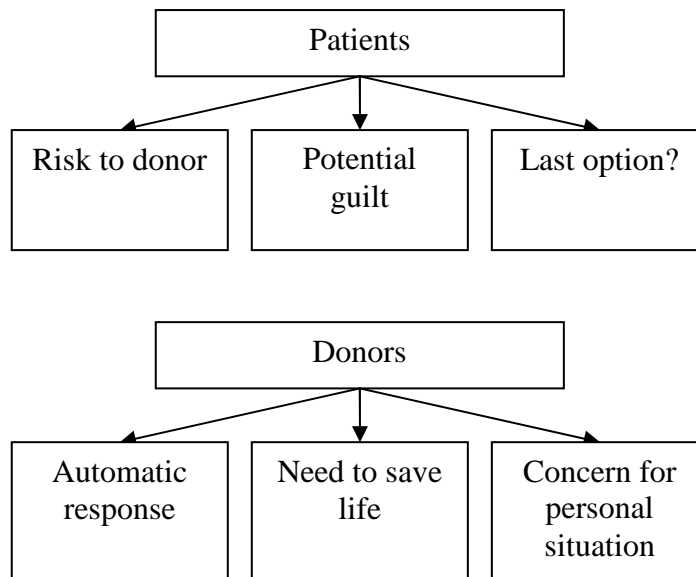 Patients
Risk to donor
Potential
guilt
Last option?
Donors
Automatic
response
Need to save
life
Concern for
personal
situation